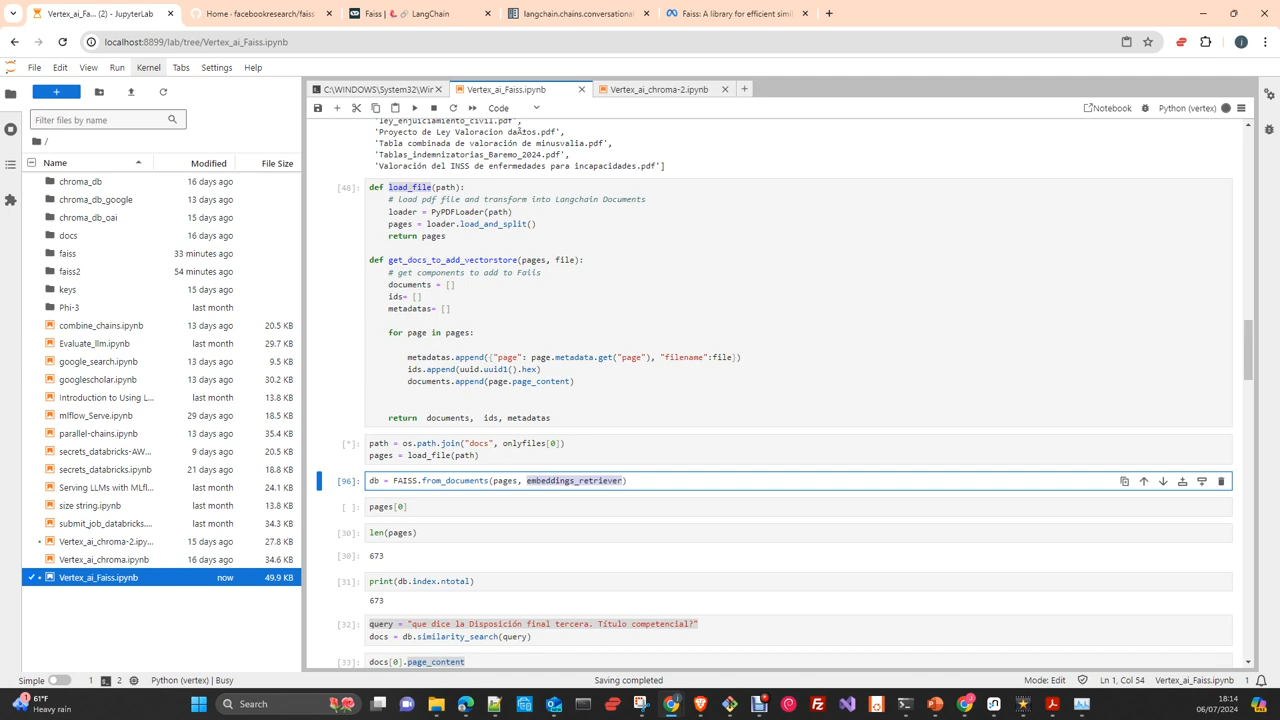 Vertex_ai_Fa... (2) - JupyterLab
Home · facebookresearch/faiss
Faiss | 🦜🔗 LangChain
langchain.chains.conversational
Faiss: A library for efficient simil
localhost:8899/lab/tree/Vertex_ai_Faiss.ipynb
File Edit View Run Kernel Tabs Settings Help
C:\WINDOWS\System32\Wir
Vertex_ai_Faiss.ipynb
Vertex_ai_chroma-2.ipynb
Code
Notebook
Python (vertex)
Filter files by name
/
Name Modified File Size
chroma_db 16 days ago
chroma_db_google 13 days ago
chroma_db_oai 15 days ago
docs 16 days ago
faiss 33 minutes ago
faiss2 54 minutes ago
keys 15 days ago
Phi-3 last month
combine_chains.ipynb 13 days ago 20.5 KB
Evaluate_llm.ipynb last month 29.7 KB
google_search.ipynb 13 days ago 9.5 KB
googlescholar.ipynb 13 days ago 30.2 KB
Introduction to Using L... last month 13.8 KB
mlflow_Serve.ipynb 29 days ago 18.5 KB
parallel-chains.ipynb 13 days ago 35.4 KB
secrets_databricks-AW... 9 days ago 21 KB
secrets_databricks.ipynb 21 days ago 18.8 KB
Serving LLMs with MLfl... last month 24.1 KB
size string.ipynb last month 13.8 KB
submit_job_databricks.... last month 34.3 KB
Vertex_ai_chroma-2.ipy... 15 days ago 27.8 KB
Vertex_ai_chroma.ipynb 16 days ago 34.6 KB
Vertex_ai_Faiss.ipynb now 49.9 KB
'ley_enjuiciamiento_civil.pdf',
'Proyecto de Ley Valoracion daátos.pdf',
'Tabla combinada de valoración de minusvalia.pdf',
'Tablas_indemnizatorias_Baremo_2024.pdf',
'Valoración del INSS de enfermedades para incapacidades.pdf']
[48]: def load_file(path):
# load pdf file and transform into Langchain Documents
loader = PyPDFLoader(path)
pages = loader.load_and_split()
return pages
def get_docs_to_add_vectorstore(pages, file):
# get components to add to Faiis
documents = []
ids= []
metadatas= []
for page in pages:
metadatas.append({"page": page.metadata.get("page"), "filename":file})
ids.append(uuid.uuid1().hex)
documents.append(page.page_content)
return documents, ids, metadatas
[*]: path = os.path.join("docs", onlyfiles[0])
pages = load_file(path)
[96]: db = FAISS.from_documents(pages, embeddings_retriever)
[ ]: pages[0]
[30]: len(pages)
[30]: 673
[31]: print(db.index.ntotal)
673
[32]: query = "que dice la Disposición final tercera. Título competencial?"
docs = db.similarity_search(query)
[33]: docs[0].page_content
Simple 1 2 Python (vertex) | Busy Saving completed Mode: Edit Ln 1, Col 54 Vertex_ai_Faiss.ipynb 1
61°F
Heavy rain
Search
18:14
06/07/2024